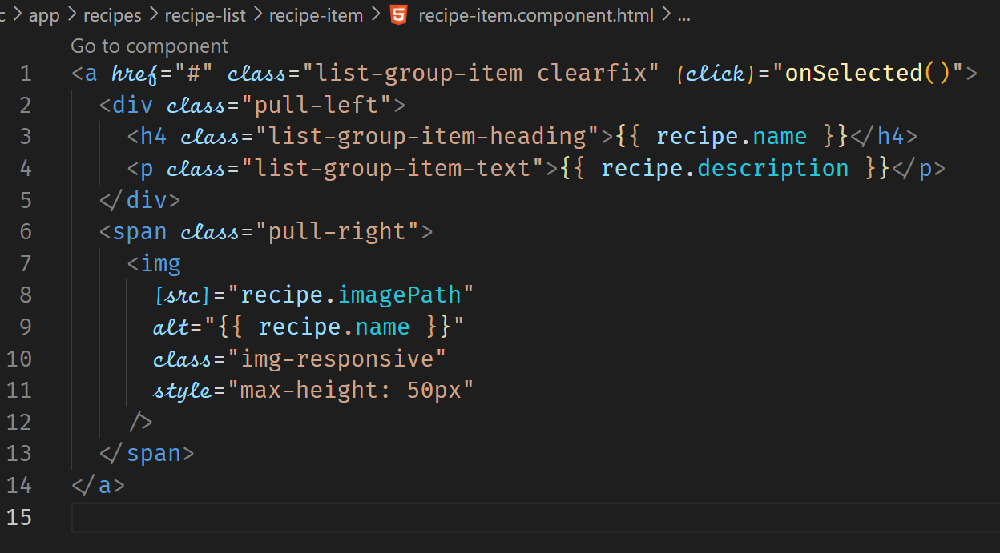 c > app > recipes > recipe-list > recipe-item > 5 recipe-item.component.html > ...
Go to component
1 <a href="#" class="list-group-item clearfix" (click)="onSelected()">
2 <div class="pull-left">
3 <h4 class="list-group-item-heading">{{ recipe.name }}</h4>
4 <p class="list-group-item-text">{{ recipe.description }}</p>
5 </div>
6 <span class="pull-right">
7 <img
8 [src]="recipe.imagePath"
9 alt="{{ recipe.name }}"
10 class="img-responsive"
11 style="max-height: 50px"
12 />
13 </span>
14 </a>
15